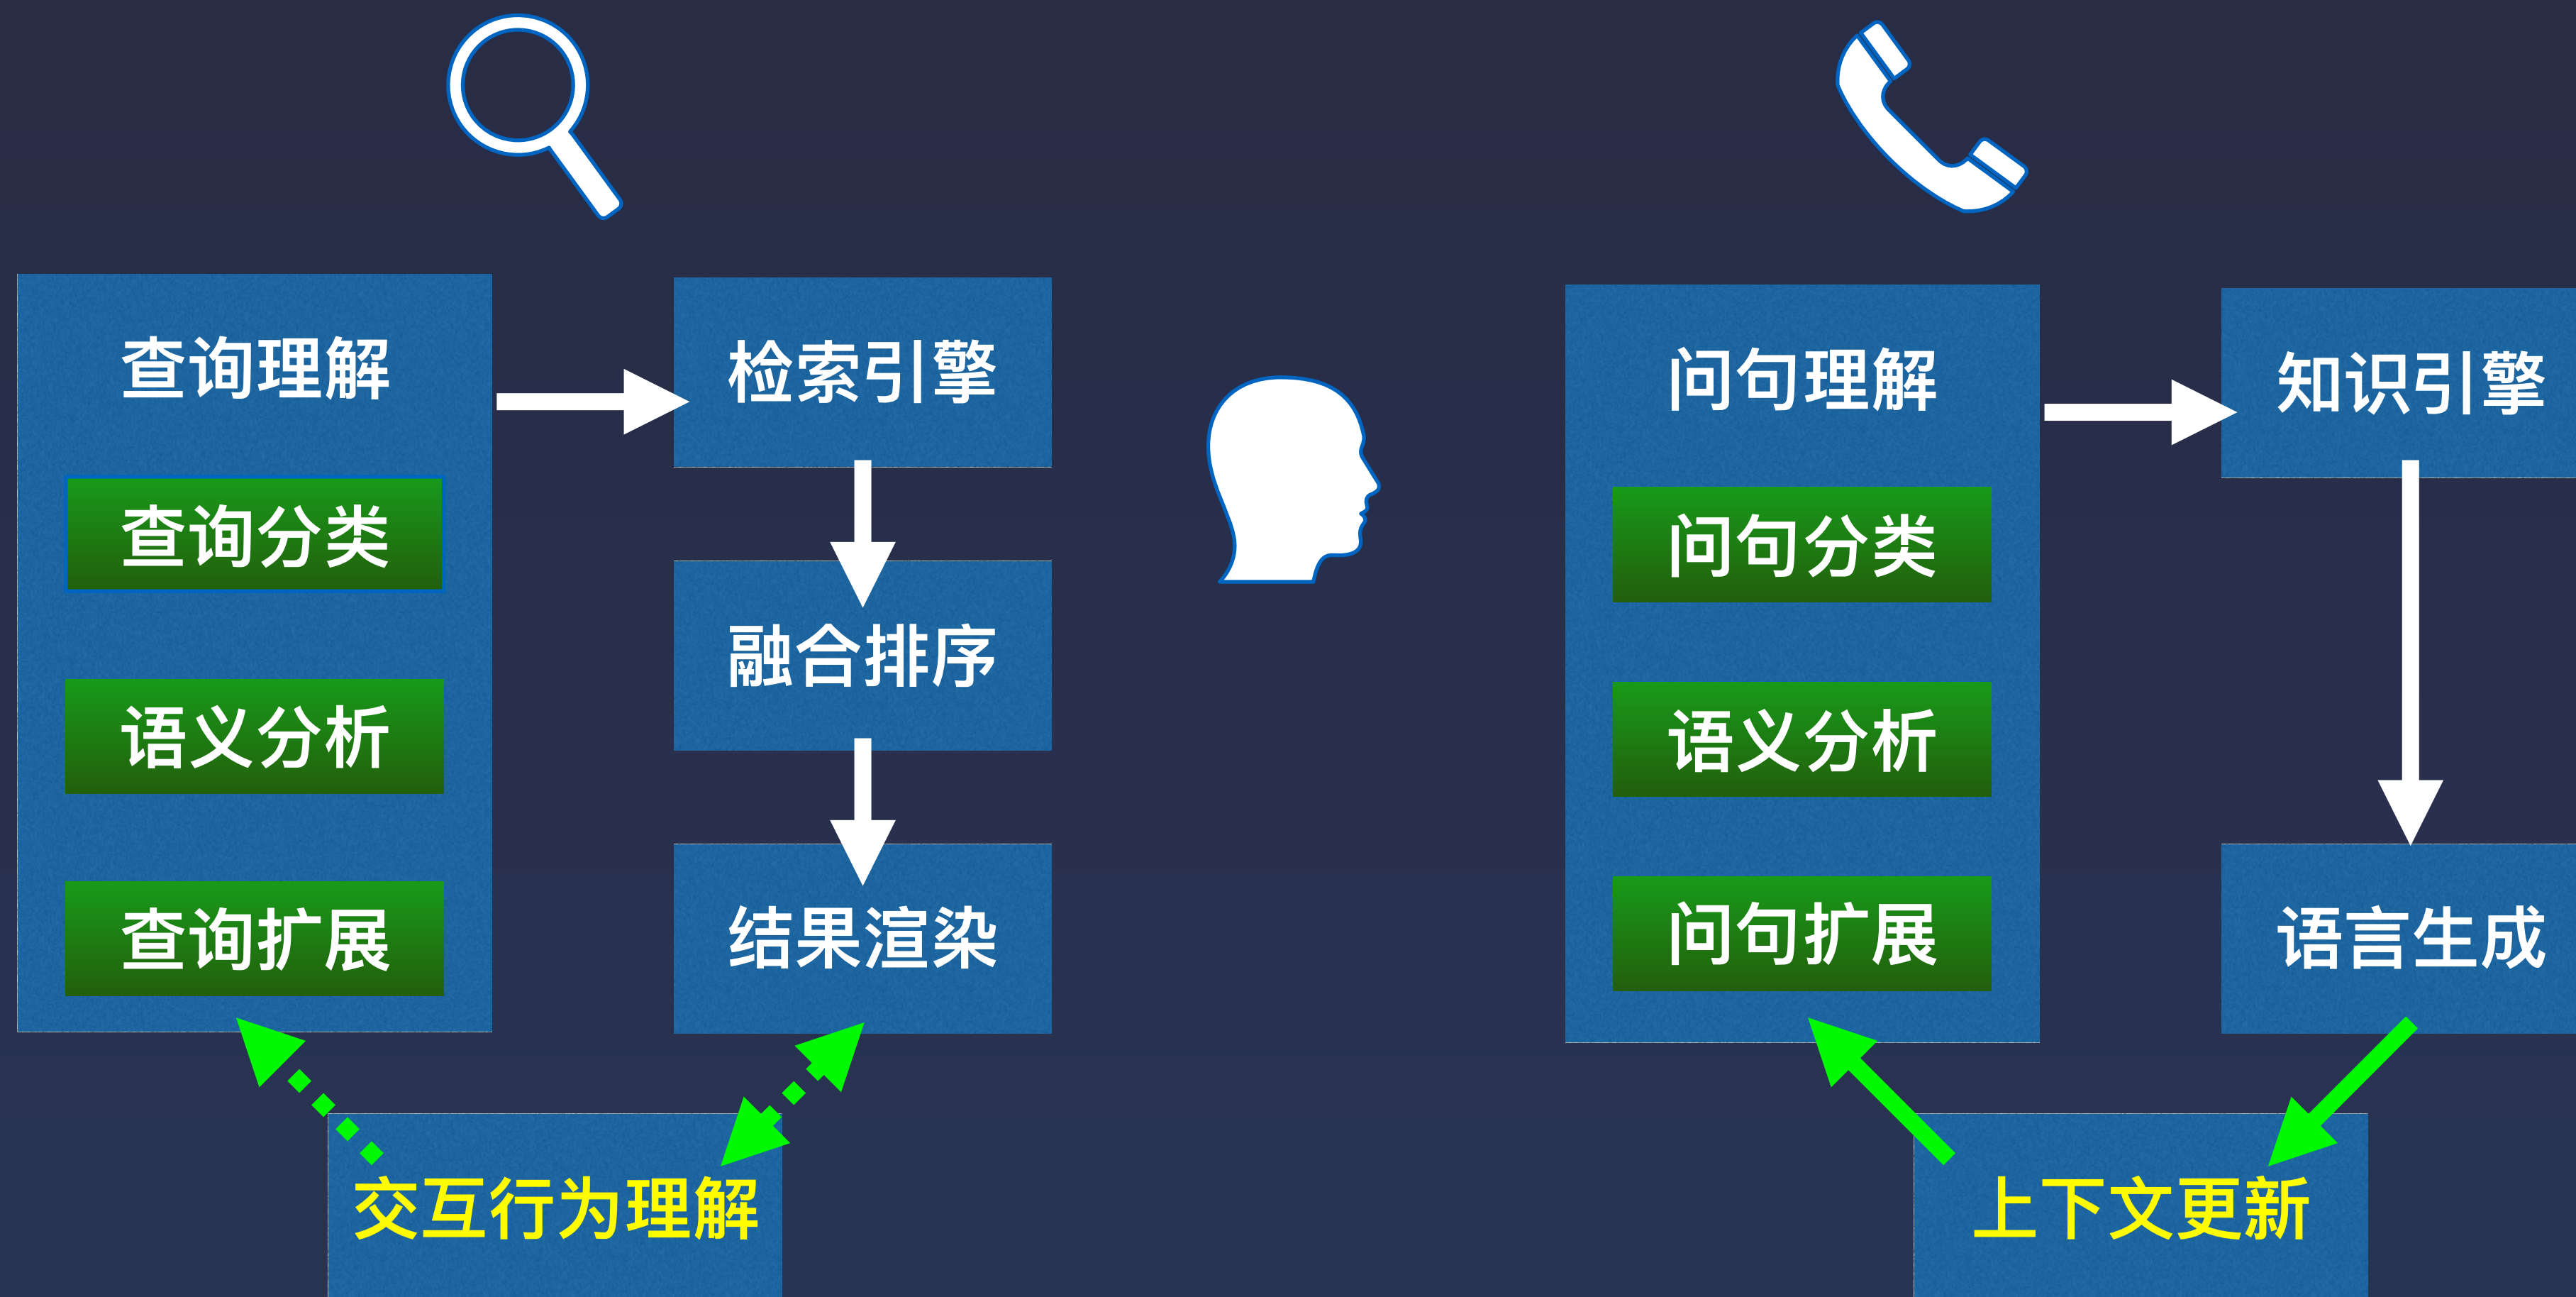 查询理解
查询分类
语义分析
查询扩展
检索引擎
融合排序
结果渲染
交互行为理解
问句理解
问句分类
语义分析
问句扩展
知识引擎
语言生成
上下文更新